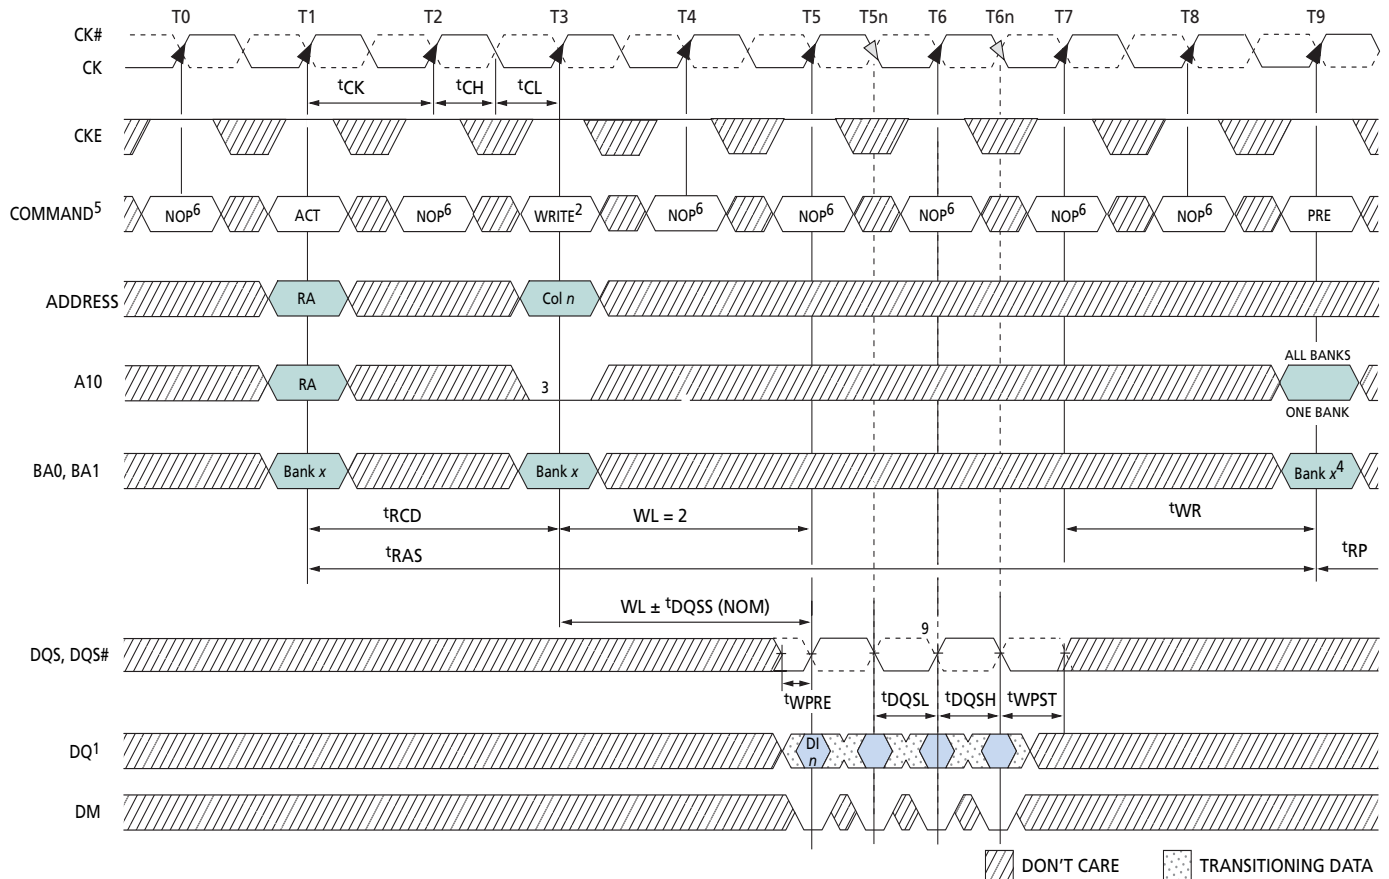 T0 T1 T2 T3 T4 T5 T5n T6 T6n T7 T8 T9
CK#
CK
tCK tCH tCL
CKE
COMMAND5 NOP6 ACT NOP6 WRITE2 NOP6 NOP6 NOP6 NOP6 NOP6 PRE
ADDRESS RA Col n
ALL BANKS
A10 RA 3
ONE BANK
BA0, BA1 Bank x Bank x Bank x4
tRCD WL = 2 tWR
tRAS tRP
WL ± tDQSS (NOM)
9
DQS, DQS#
tWPRE tDQSL tDQSH tWPST
DQ1 DI n
DM
DON'T CARE TRANSITIONING DATA